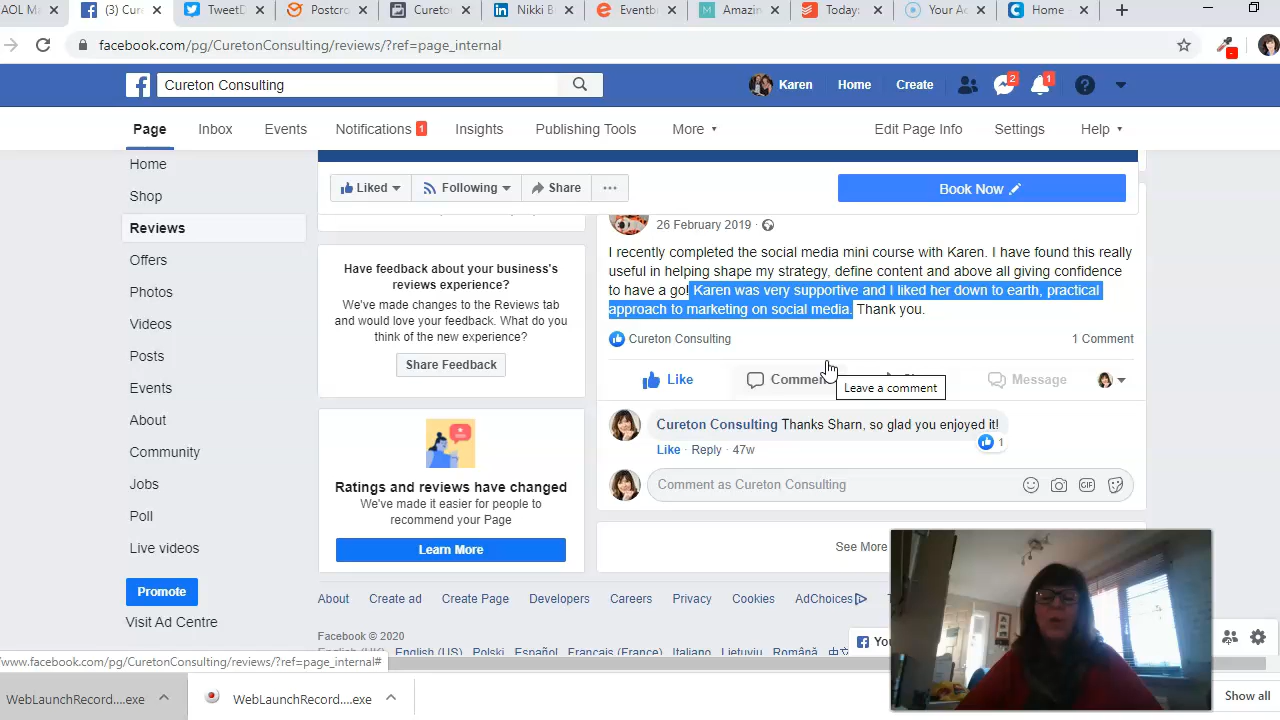 AOL Ma
(3) Cure
TweetD
Postcro
Cureto
Nikki B
Eventb
Amazin
Today:
Your Ac
Home -
facebook.com/pg/CuretonConsulting/reviews/?ref=page_internal
Cureton Consulting
Karen
Home
Create
2
1
Page
Inbox
Events
Notifications 1
Insights
Publishing Tools
More
Edit Page Info
Settings
Help
Home
Shop
Reviews
Offers
Photos
Videos
Posts
Events
About
Community
Jobs
Poll
Live videos
Promote
Visit Ad Centre
Liked
Following
Share
Book Now
Have feedback about your business's
reviews experience?
We've made changes to the Reviews tab
and would love your feedback. What do you
think of the new experience?
Share Feedback
Ratings and reviews have changed
We've made it easier for people to
recommend your Page
Learn More
26 February 2019 ·
I recently completed the social media mini course with Karen. I have found this really
useful in helping shape my strategy, define content and above all giving confidence
to have a go! Karen was very supportive and I liked her down to earth, practical
approach to marketing on social media. Thank you.
Cureton Consulting
1 Comment
Like
Comment
Message
Leave a comment
Cureton Consulting Thanks Sharn, so glad you enjoyed it!
1
Like · Reply · 47w
Comment as Cureton Consulting
GIF
See More
About
Create ad
Create Page
Developers
Careers
Privacy
Cookies
AdChoices
Facebook © 2020
English (US)
Polski
Español
Français (France)
Italiano
Lietuvių
Română
中文
/www.facebook.com/pg/CuretonConsulting/reviews/?ref=page_internal#
WebLaunchRecord....exe
WebLaunchRecord....exe
Show all